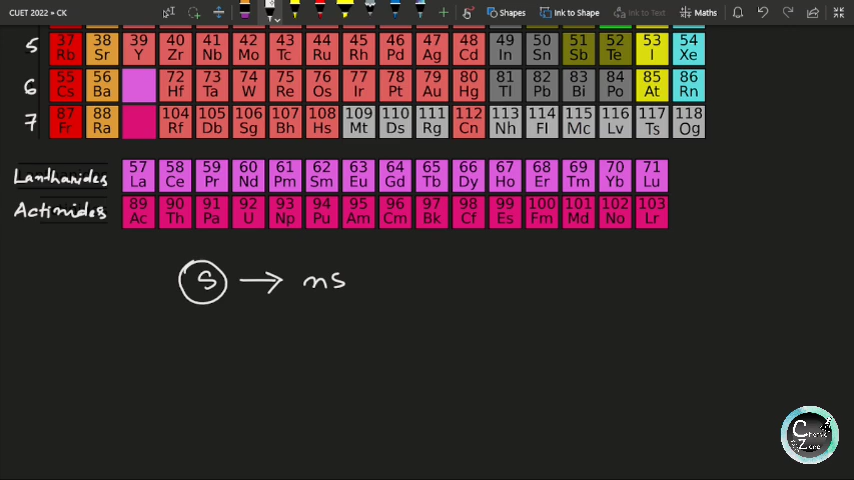 CUET 2022 » CK
Shapes
Ink to Shape
Ink to Text
Maths
5 37 38 39 40 41 42 43 44 45 46 47 48 49 50 51 52 53 54
Rb Sr Y Zr Nb Mo Tc Ru Rh Pd Ag Cd In Sn Sb Te I Xe
6 55 56 72 73 74 75 76 77 78 79 80 81 82 83 84 85 86
Cs Ba Hf Ta W Re Os Ir Pt Au Hg Tl Pb Bi Po At Rn
7 87 88 104 105 106 107 108 109 110 111 112 113 114 115 116 117 118
Fr Ra Rf Db Sg Bh Hs Mt Ds Rg Cn Nh Fl Mc Lv Ts Og
Lanthanides 57 58 59 60 61 62 63 64 65 66 67 68 69 70 71
La Ce Pr Nd Pm Sm Eu Gd Tb Dy Ho Er Tm Yb Lu
Actinides 89 90 91 92 93 94 95 96 97 98 99 100 101 102 103
Ac Th Pa U Np Pu Am Cm Bk Cf Es Fm Md No Lr
S → ns